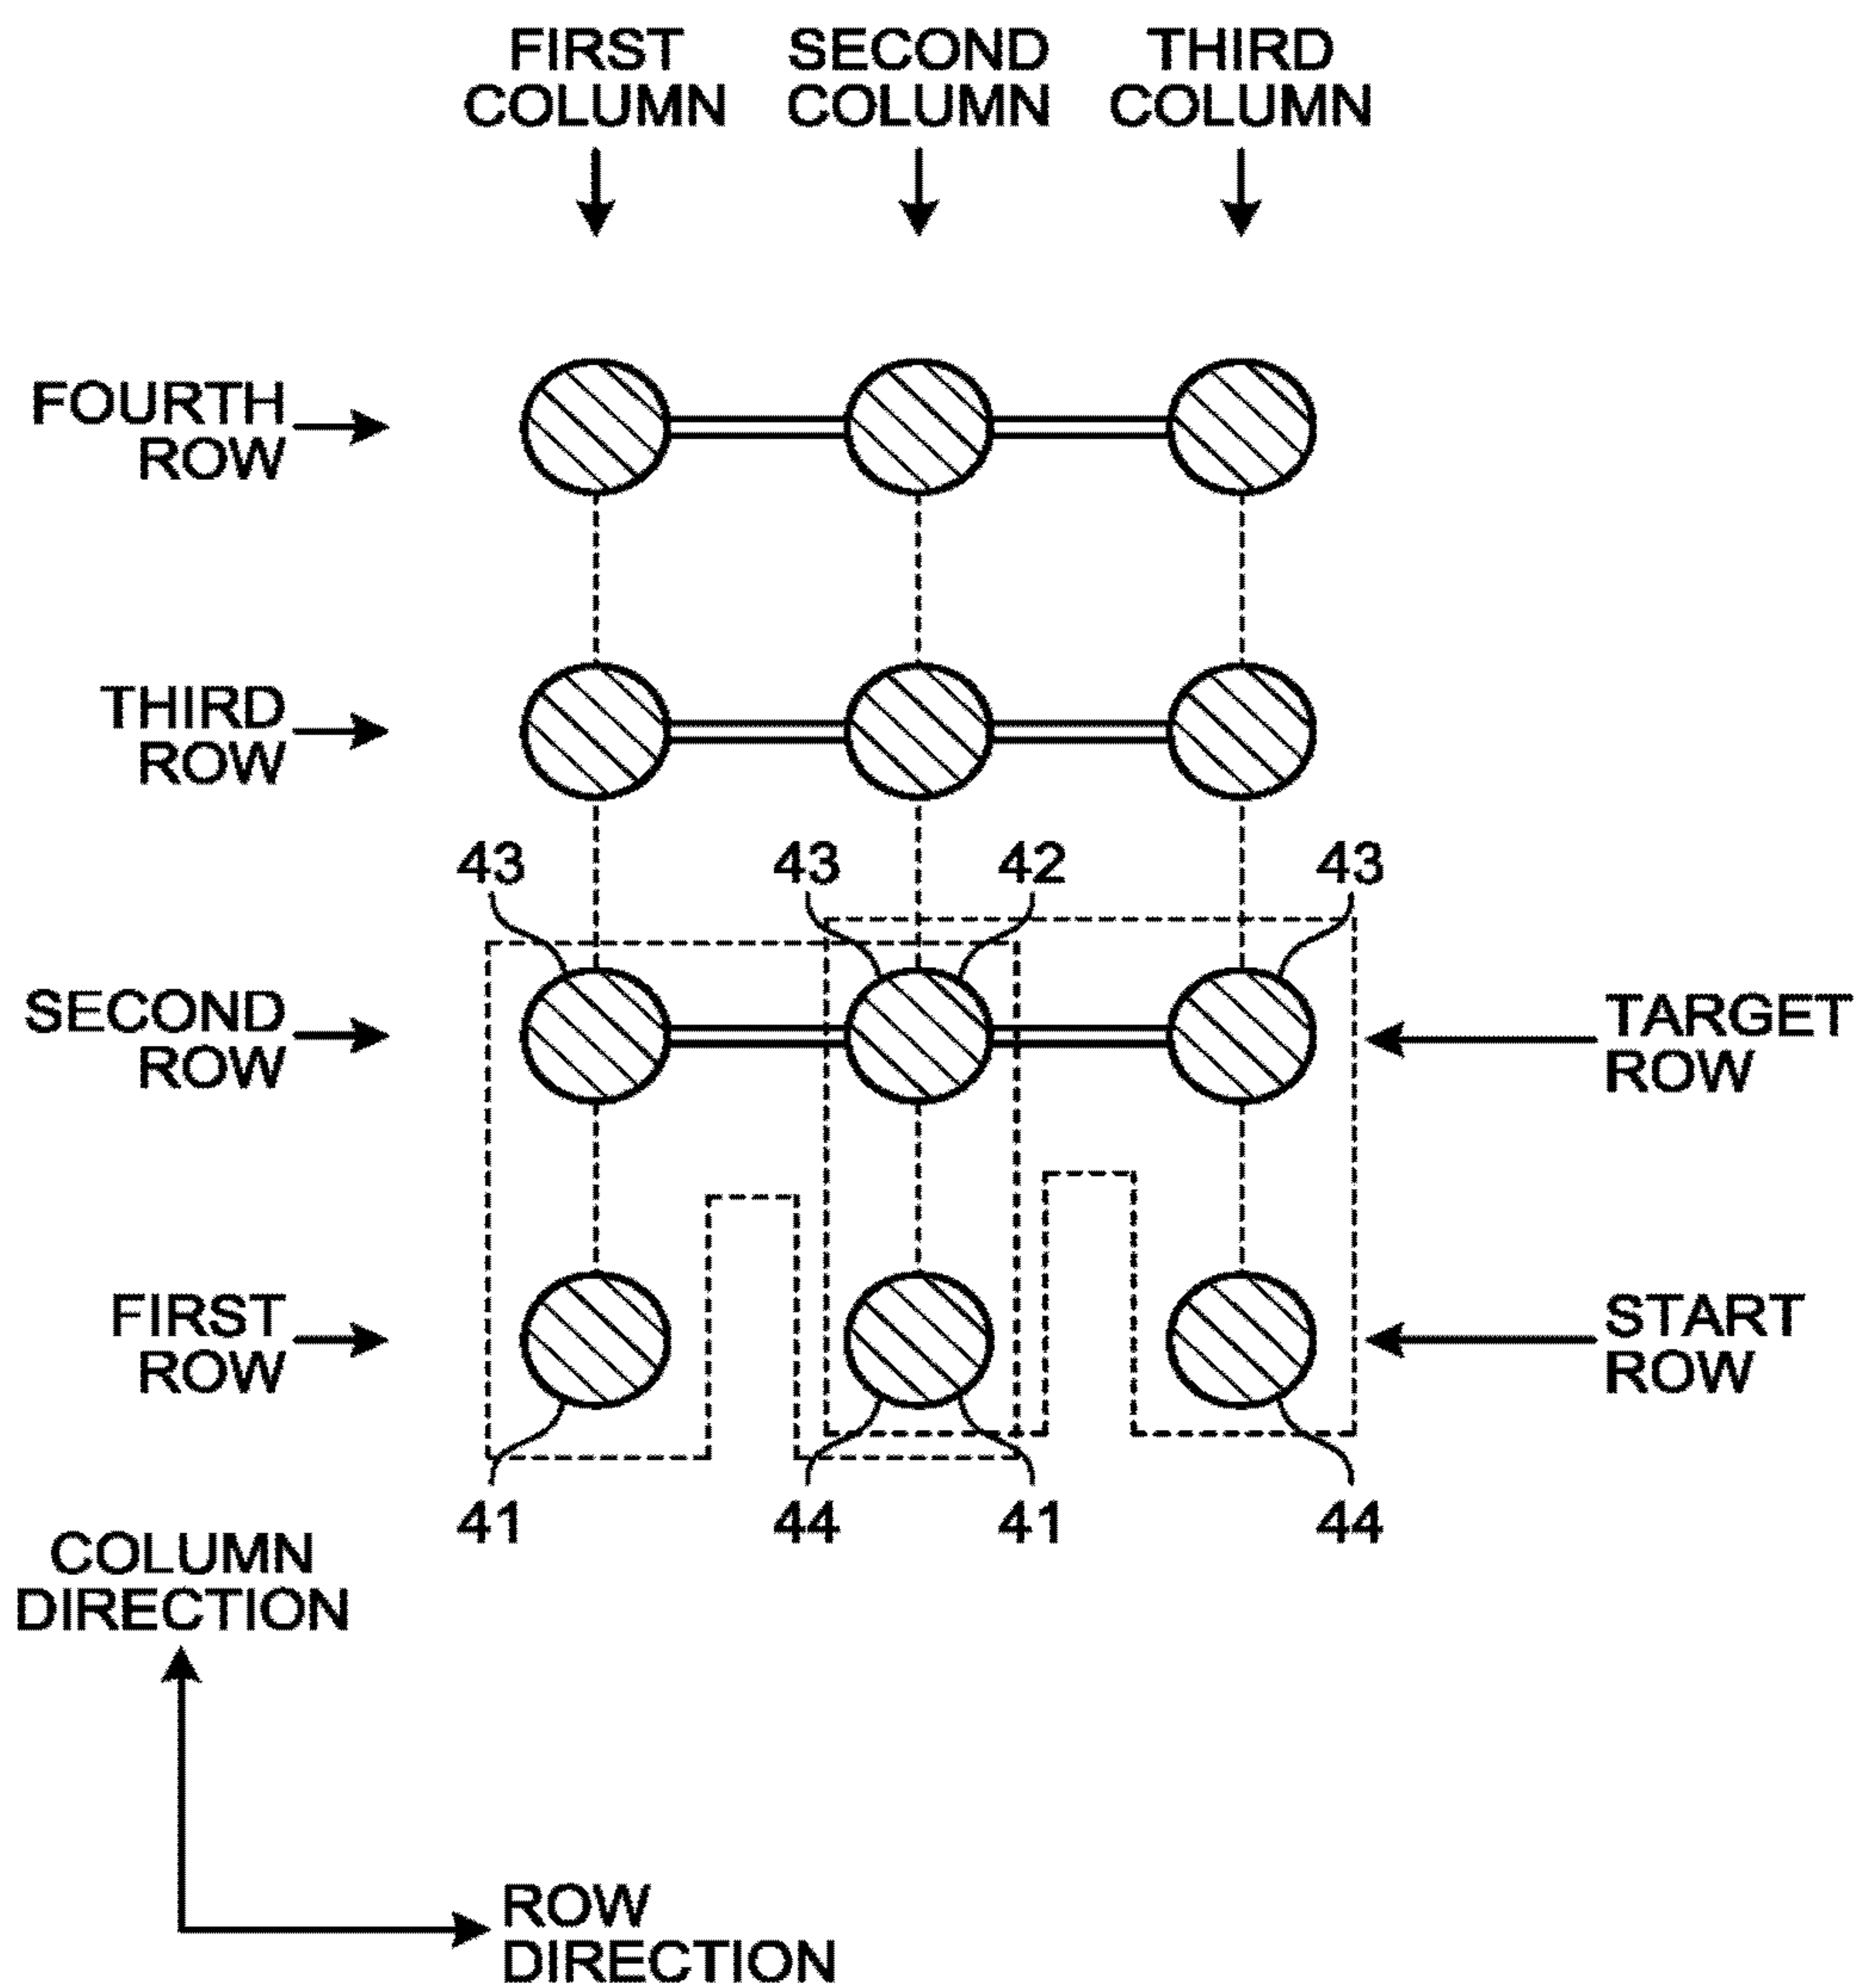 FIRST
COLUMN
SECOND
COLUMN
THIRD
COLUMN
FOURTH
ROW
THIRD
ROW
43
43
42
43
SECOND
ROW
TARGET
ROW
FIRST
ROW
START
ROW
41
44
41
44
COLUMN
DIRECTION
ROW
DIRECTION